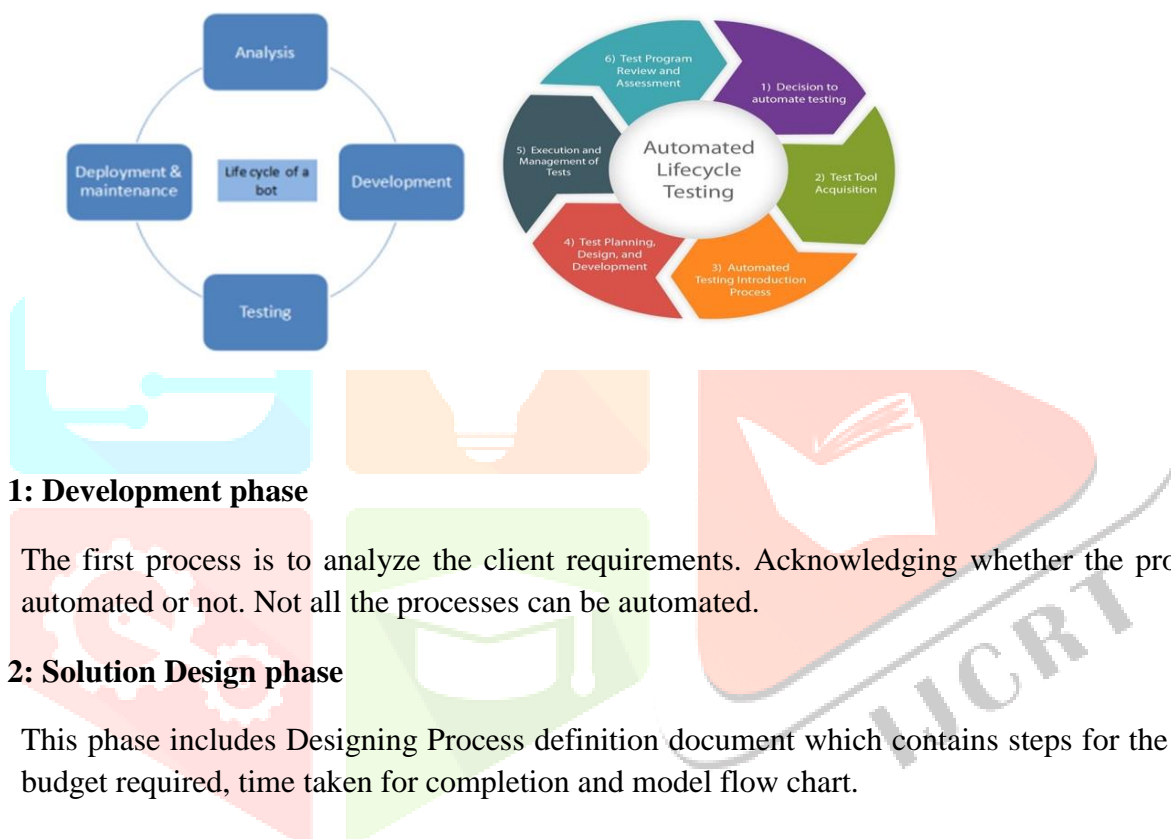 Analysis
Deployment &
maintenance
Life cycle of a
bot
Development
Testing
6) Test Program
Review and
Assessment
1) Decision to
automate testing
5) Execution and
Management of
Tests
Automated
Lifecycle
Testing
2) Test Tool
Acquisition
4) Test Planning,
Design, and
Development
3) Automated
Testing Introduction
Process
1: Development phase
The first process is to analyze the client requirements. Acknowledging whether the
automated or not. Not all the processes can be automated.
2: Solution Design phase
This phase includes Designing Process definition document which contains steps for the
budget required, time taken for completion and model flow chart.
IJCRT